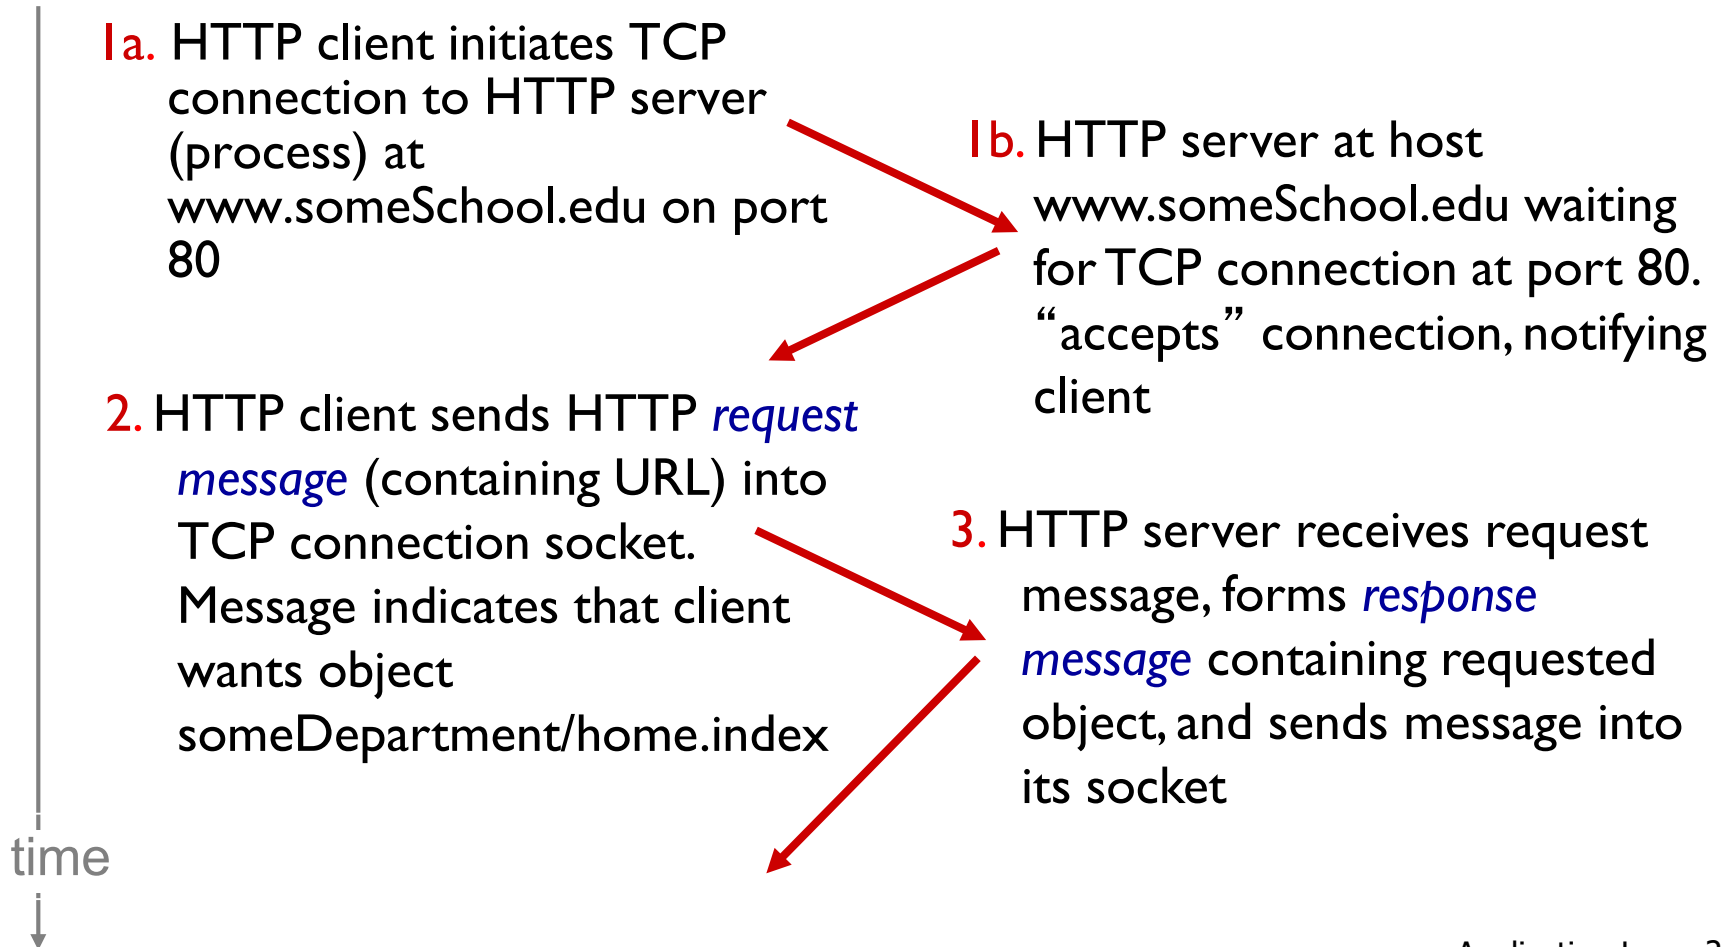 1a. HTTP client initiates TCP
connection to HTTP server
(process) at
www.someSchool.edu on port
80
1b. HTTP server at host
www.someSchool.edu waiting
for TCP connection at port 80.
“accepts” connection, notifying
client
2. HTTP client sends HTTP request
message (containing URL) into
TCP connection socket.
Message indicates that client
wants object
someDepartment/home.index
3. HTTP server receives request
message, forms response
message containing requested
object, and sends message into
its socket
time